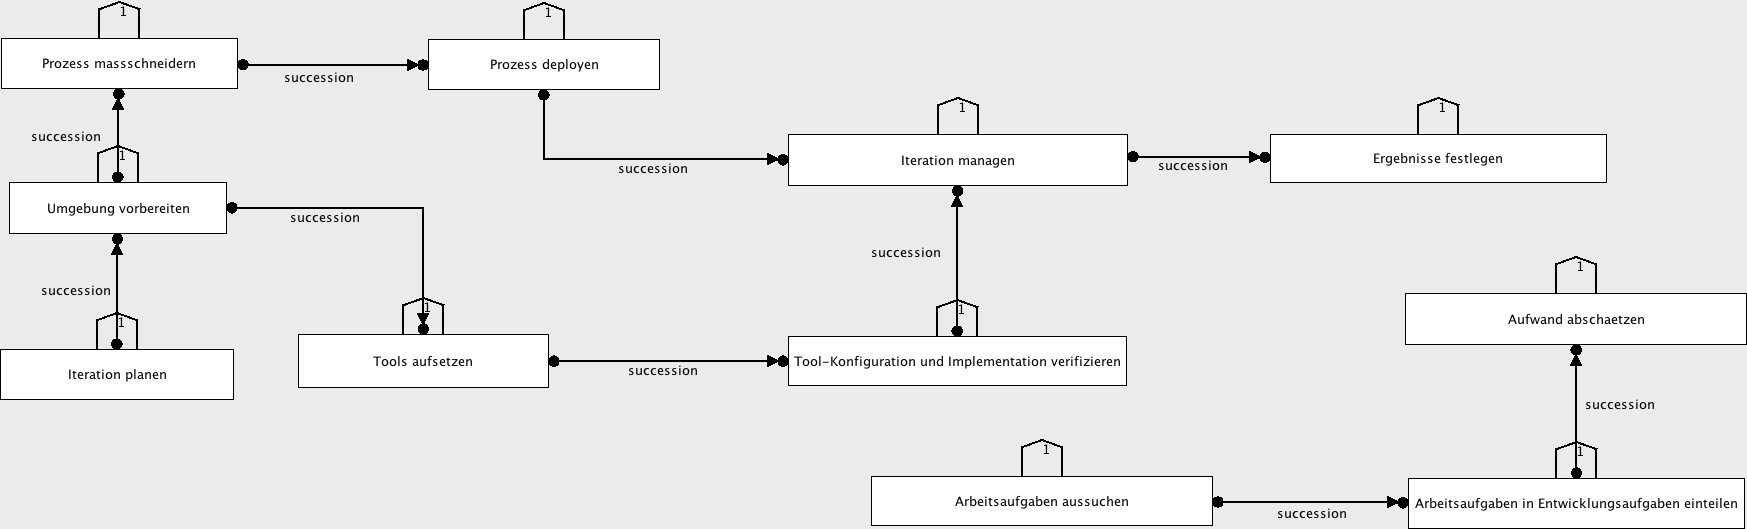 1
1
Prozess massschneidern
succession
Prozess deployen
1
1
succession
1
Iteration managen
succession
Ergebnisse festlegen
succession
Umgebung vorbereiten
succession
succession
1
succession
1
1
1
Aufwand abschaetzen
Iteration planen
Tools aufsetzen
succession
Tool-Konfiguration und Implementation verifizieren
succession
1
1
Arbeitsaufgaben aussuchen
succession
Arbeitsaufgaben in Entwicklungsaufgaben einteilen